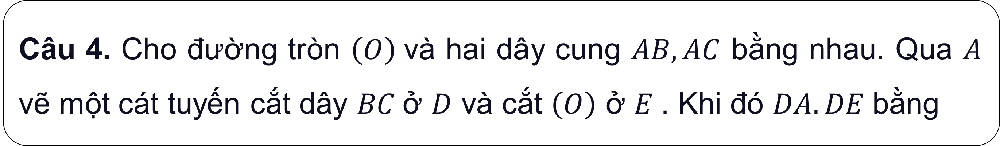 Câu 4. Cho đường tròn (O) và hai dây cung AB, AC bằng nhau. Qua A
vẽ một cát tuyến cắt dây BC ở D và cắt (O) ở E . Khi đó DA. DE bằng